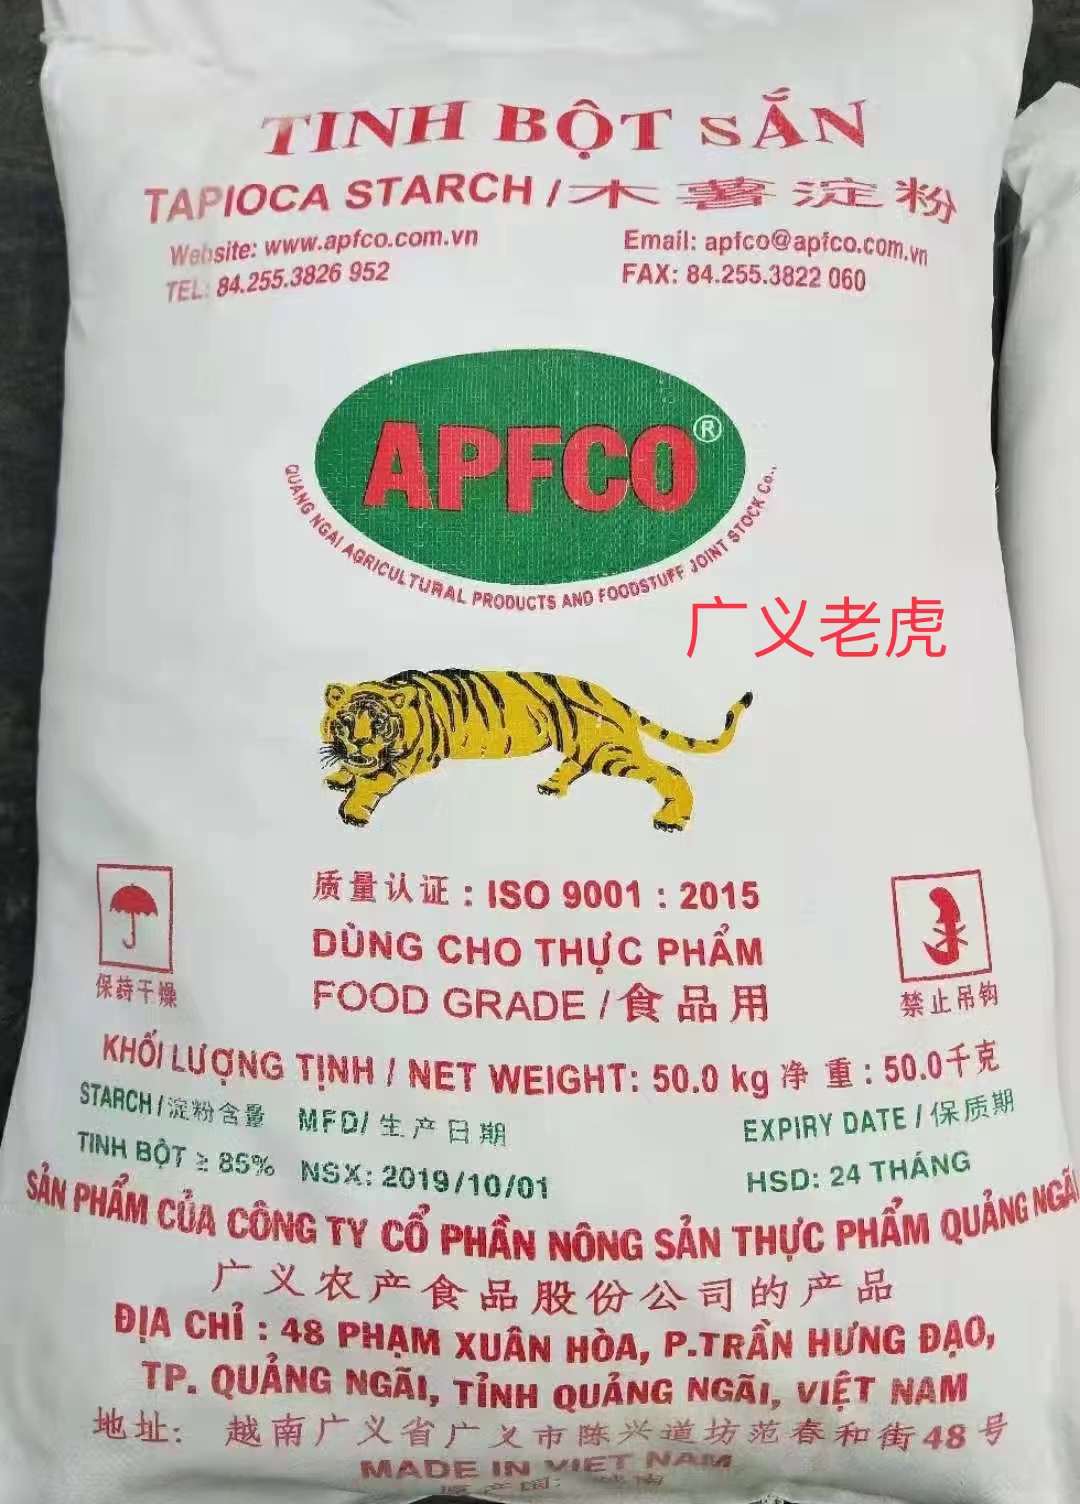 TINH BỘT SẮN
TAPIOCA STARCH / 木薯淀粉
Website: www.apfco.com.vn
Email: apfco@apfco.com.vn
TEL: 84.255.3826 952
FAX: 84.255.3822 060
APFCO®
QUANG NGAI AGRICULTURAL PRODUCTS AND FOODSTUFF JOINT STOCK Co.,
广义老虎
质量认证：ISO 9001 : 2015
DÙNG CHO THỰC PHẨM
FOOD GRADE / 食品用
保持干燥
禁止吊钩
KHỐI LƯỢNG TỊNH / NET WEIGHT: 50.0 kg 净 重：50.0千克
STARCH / 淀粉含量 MFD/ 生产日期 EXPIRY DATE / 保质期
TINH BỘT ≥ 85% NSX: 2019/10/01 HSD: 24 THÁNG
SẢN PHẨM CỦA CÔNG TY CỔ PHẦN NÔNG SẢN THỰC PHẨM QUẢNG NGÃI
广义农产食品股份公司的产品
ĐỊA CHỈ : 48 PHẠM XUÂN HÒA, P.TRẦN HƯNG ĐẠO,
TP. QUẢNG NGÃI, TỈNH QUẢNG NGÃI, VIỆT NAM
地址: 越南广义省广义市陈兴道坊范春和街48号
MADE IN VIET NAM
原产国: 越南